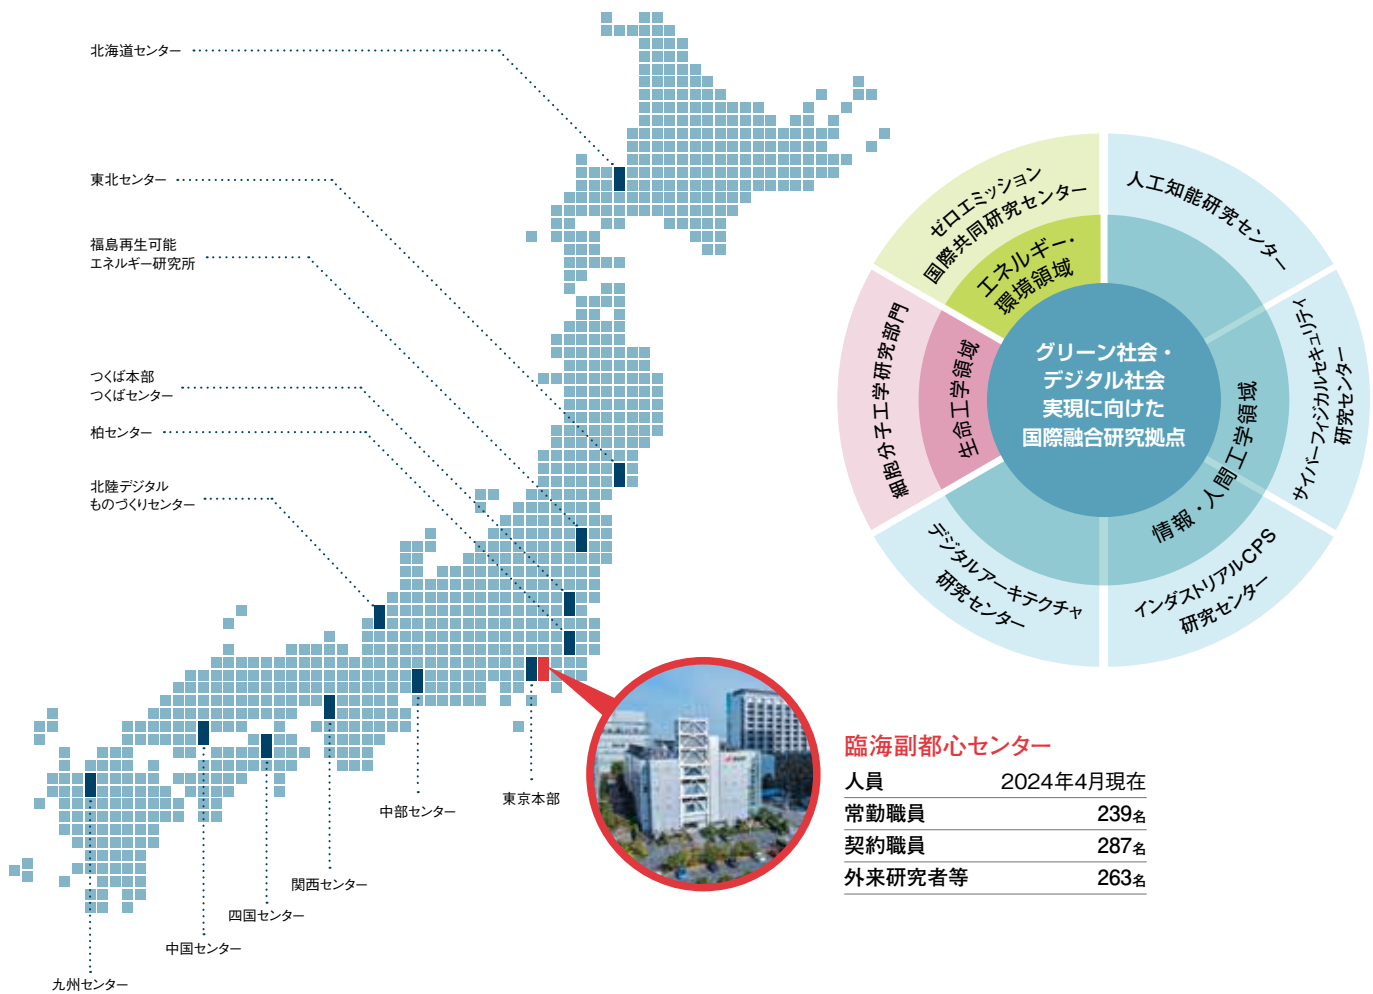 北海道センター
東北センター
福島再生可能
エネルギー研究所
つくば本部
つくばセンター
柏センター
北陸デジタル
ものづくりセンター
東京本部
中部センター
関西センター
四国センター
中国センター
九州センター
ゼロエミッション
国際共同研究センター
エネルギー・
環境領域
人工知能研究センター
サイバーフィジカルセキュリティ
研究センター
インダストリアルCPS
研究センター
デジタルアーキテクチャ
研究センター
情報・人間工学領域
細胞分子工学研究部門
生命工学領域
グリーン社会・
デジタル社会
実現に向けた
国際融合研究拠点
臨海副都心センター
人員 2024年4月現在
常勤職員 239名
契約職員 287名
外来研究者等 263名